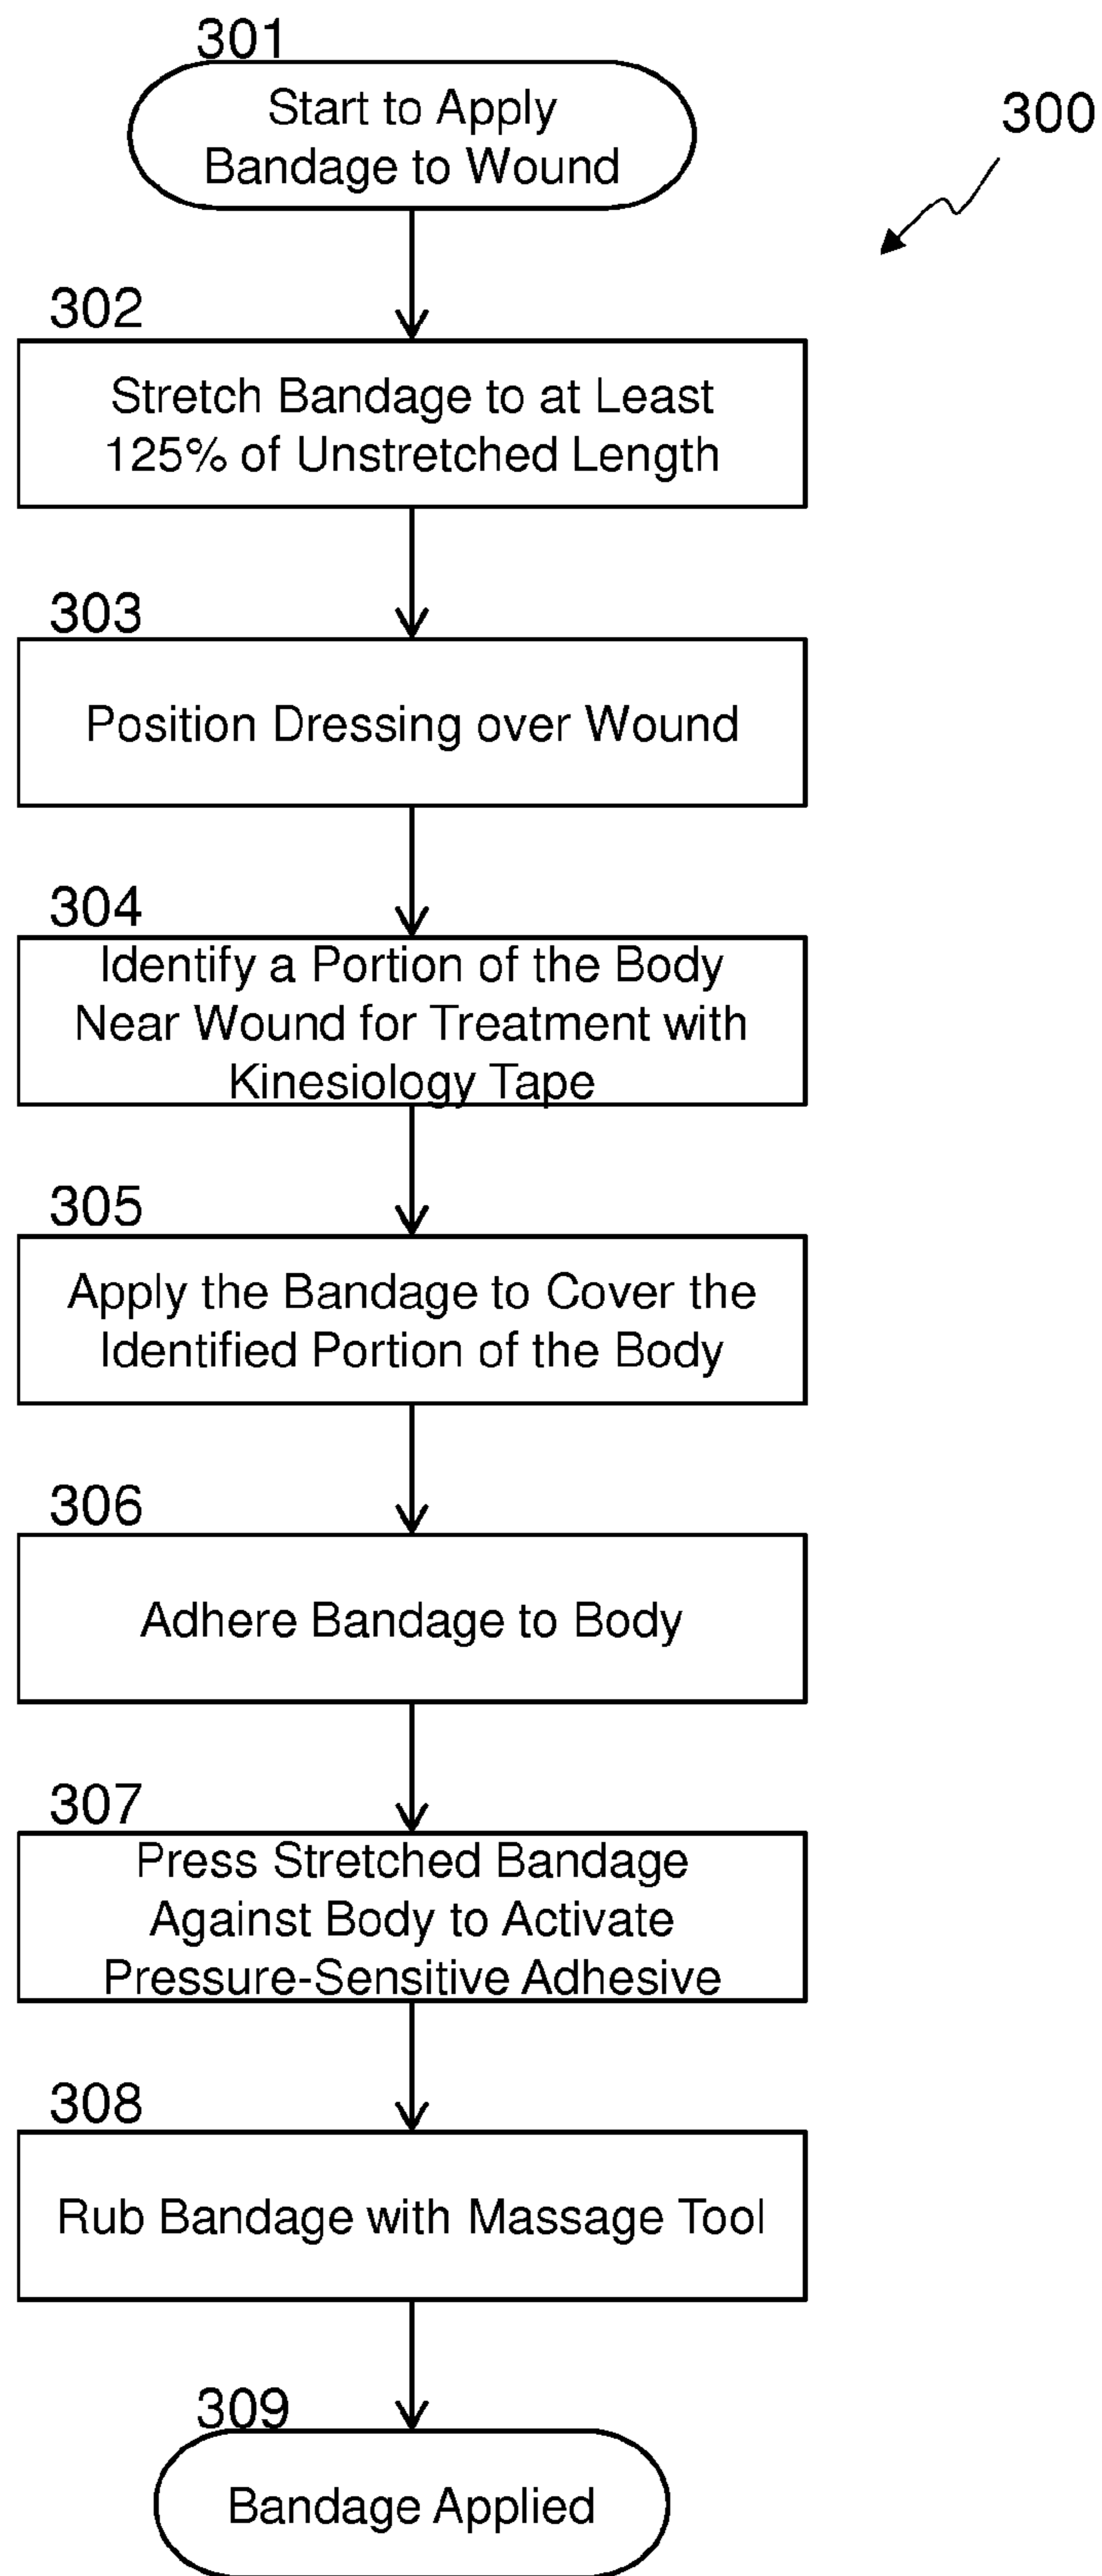 301
Start to Apply
Bandage to Wound
300
302
Stretch Bandage to at Least
125% of Unstretched Length
303
Position Dressing over Wound
304
Identify a Portion of the Body
Near Wound for Treatment with
Kinesiology Tape
305
Apply the Bandage to Cover the
Identified Portion of the Body
306
Adhere Bandage to Body
307
Press Stretched Bandage
Against Body to Activate
Pressure-Sensitive Adhesive
308
Rub Bandage with Massage Tool
309
Bandage Applied